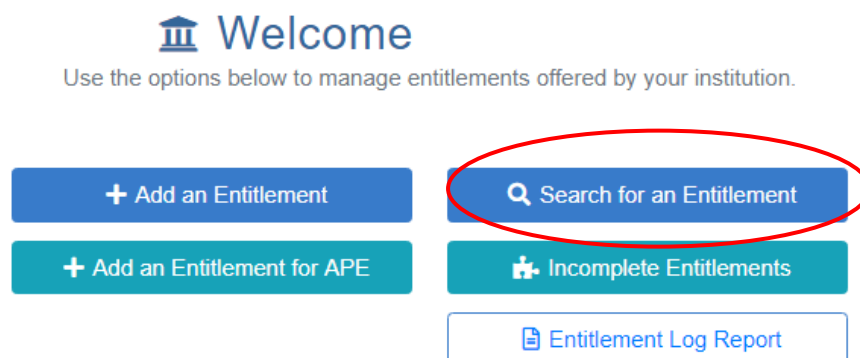 Welcome
Use the options below to manage entitlements offered by your institution.
+ Add an Entitlement
Search for an Entitlement
+ Add an Entitlement for APE
Incomplete Entitlements
Entitlement Log Report